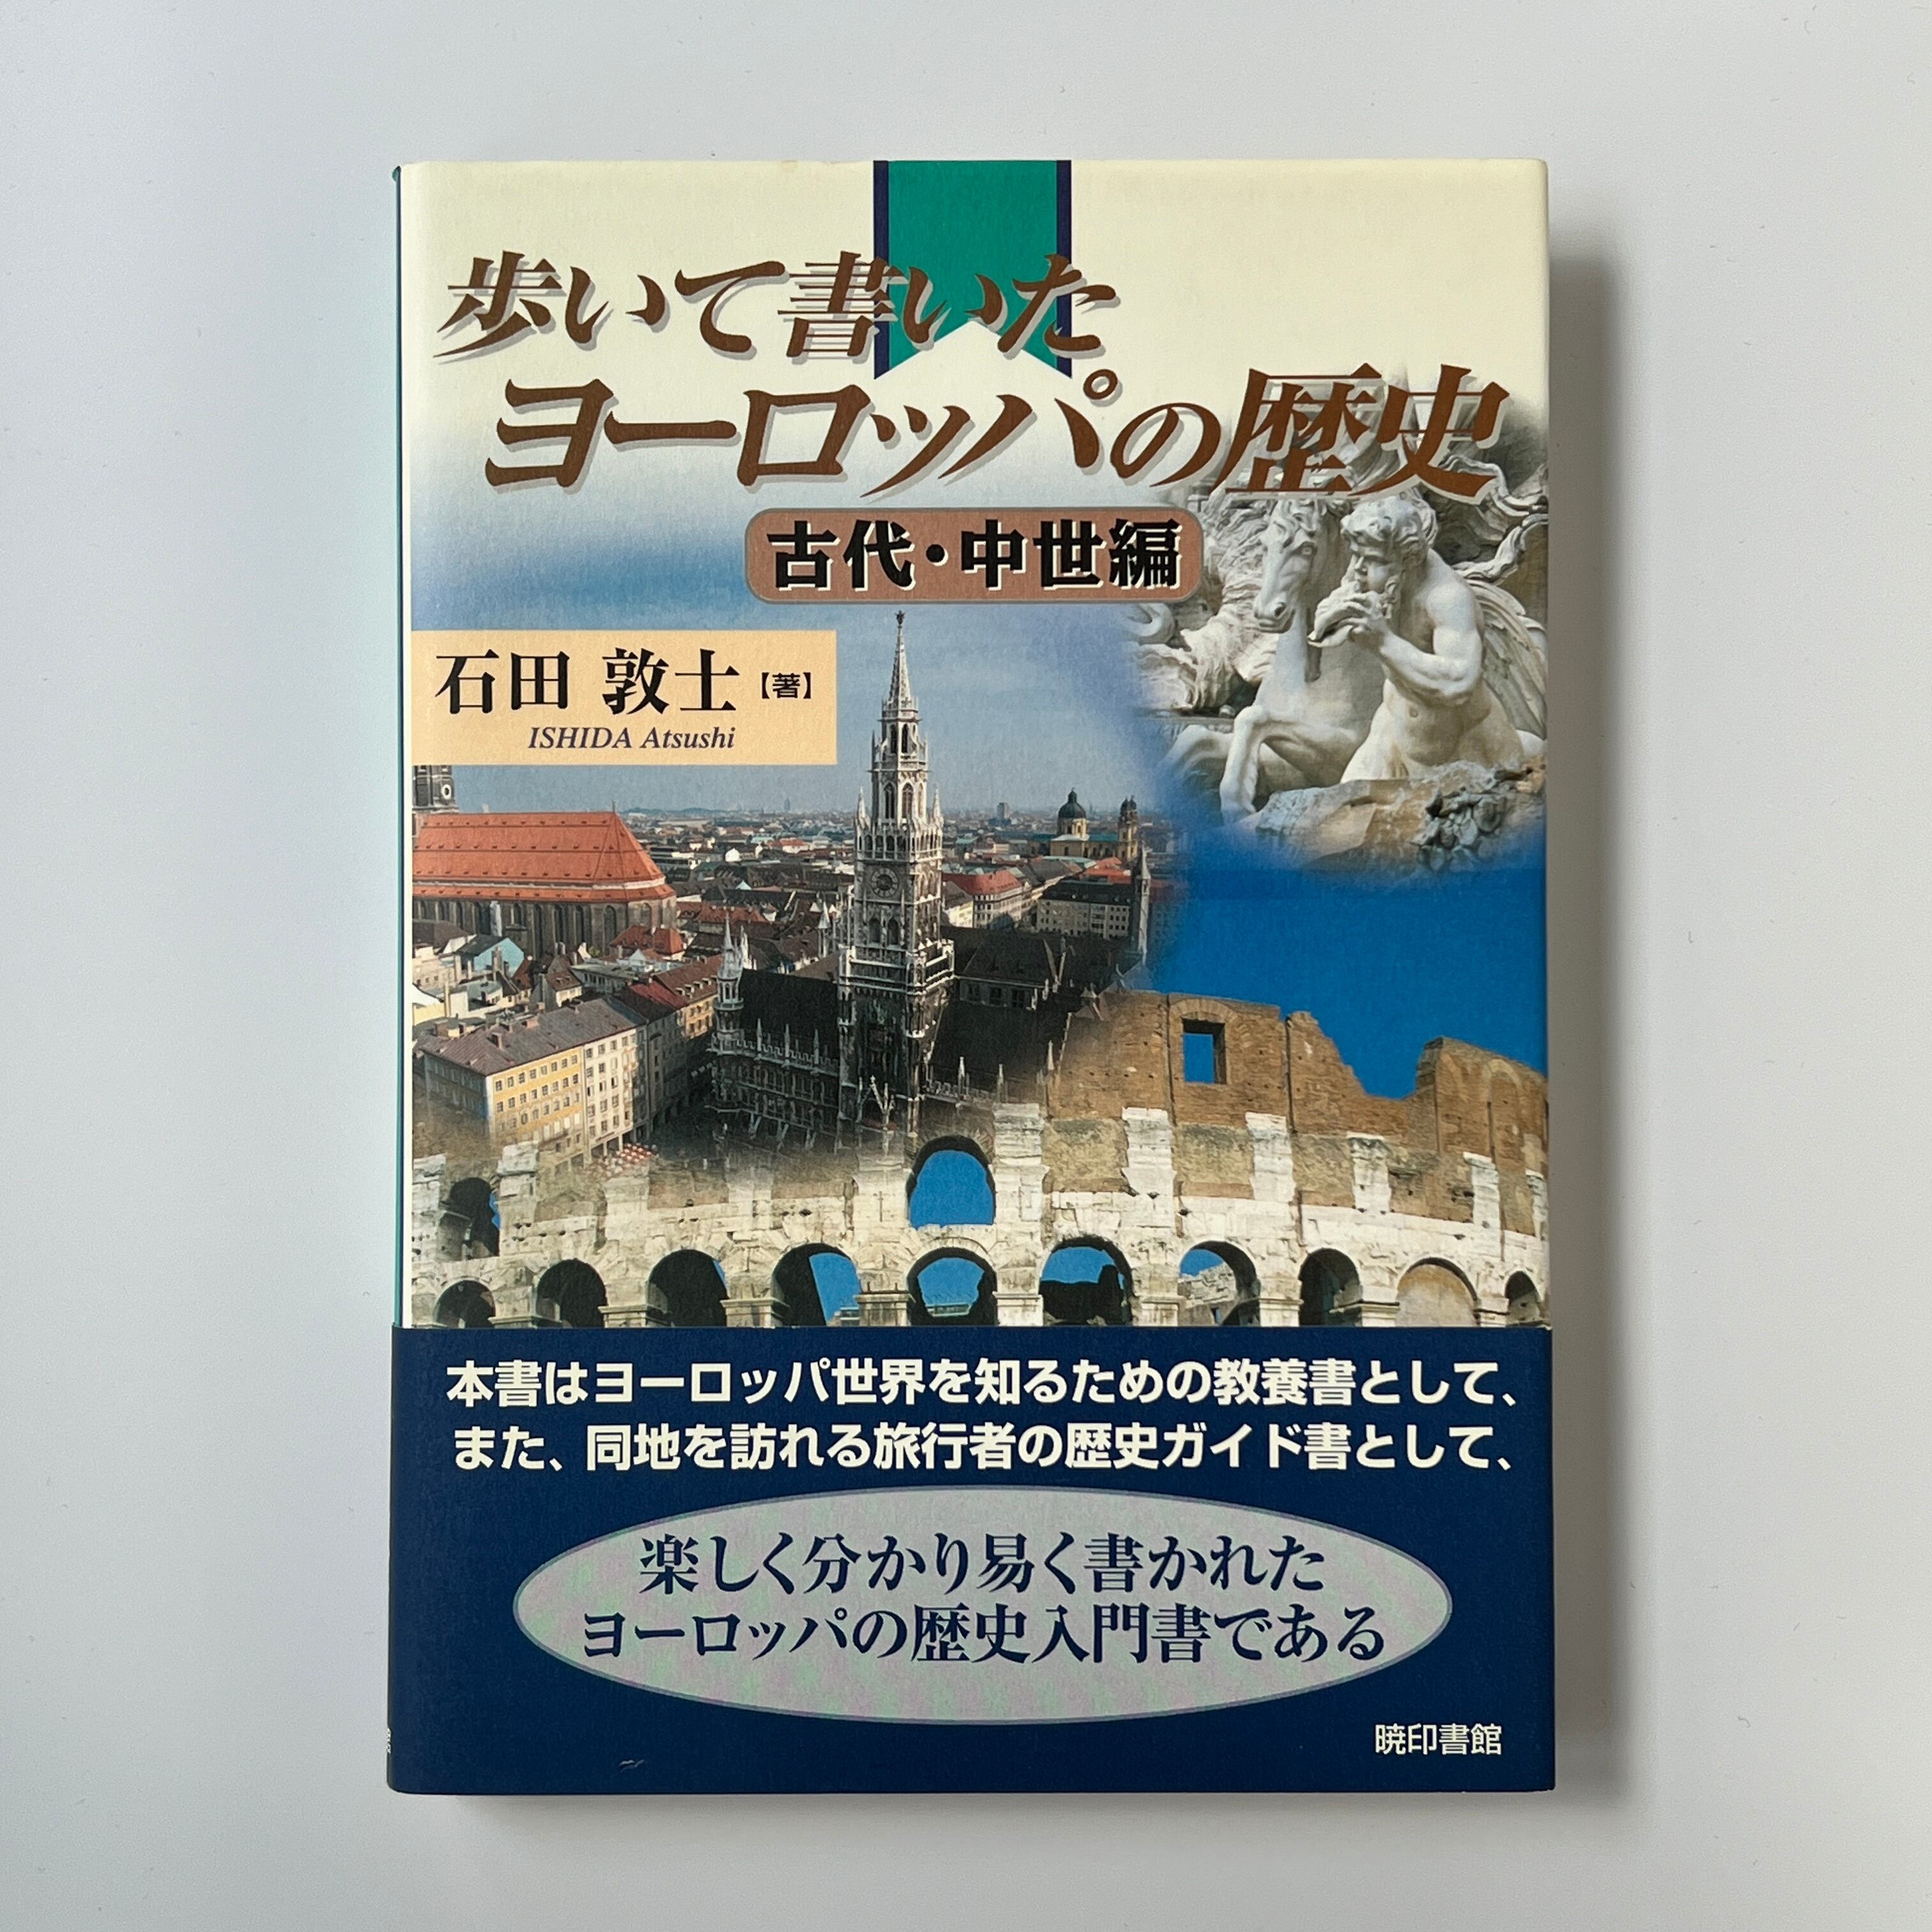 歩いて書いた
ヨーロッパの歴史
古代・中世編
石田 敦士【著】
ISHIDA Atsushi
本書はヨーロッパ世界を知るための教養書として、
また、同地を訪れる旅行者の歴史ガイド書として、
楽しく分かり易く書かれた
ヨーロッパの歴史入門書である
暁印書館